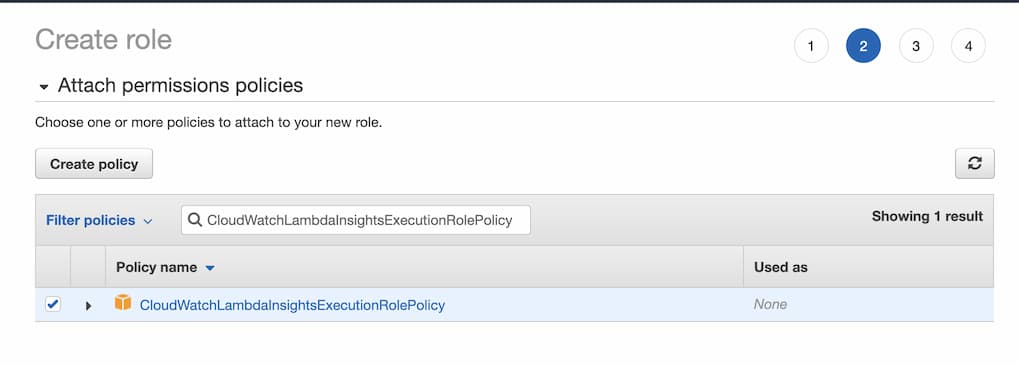 Create role
1 2 3 4
Attach permissions policies
Choose one or more policies to attach to your new role.
Create policy
Filter policies CloudWatchLambdaInsightsExecutionRolePolicy Showing 1 result
Policy name Used as
CloudWatchLambdaInsightsExecutionRolePolicy None